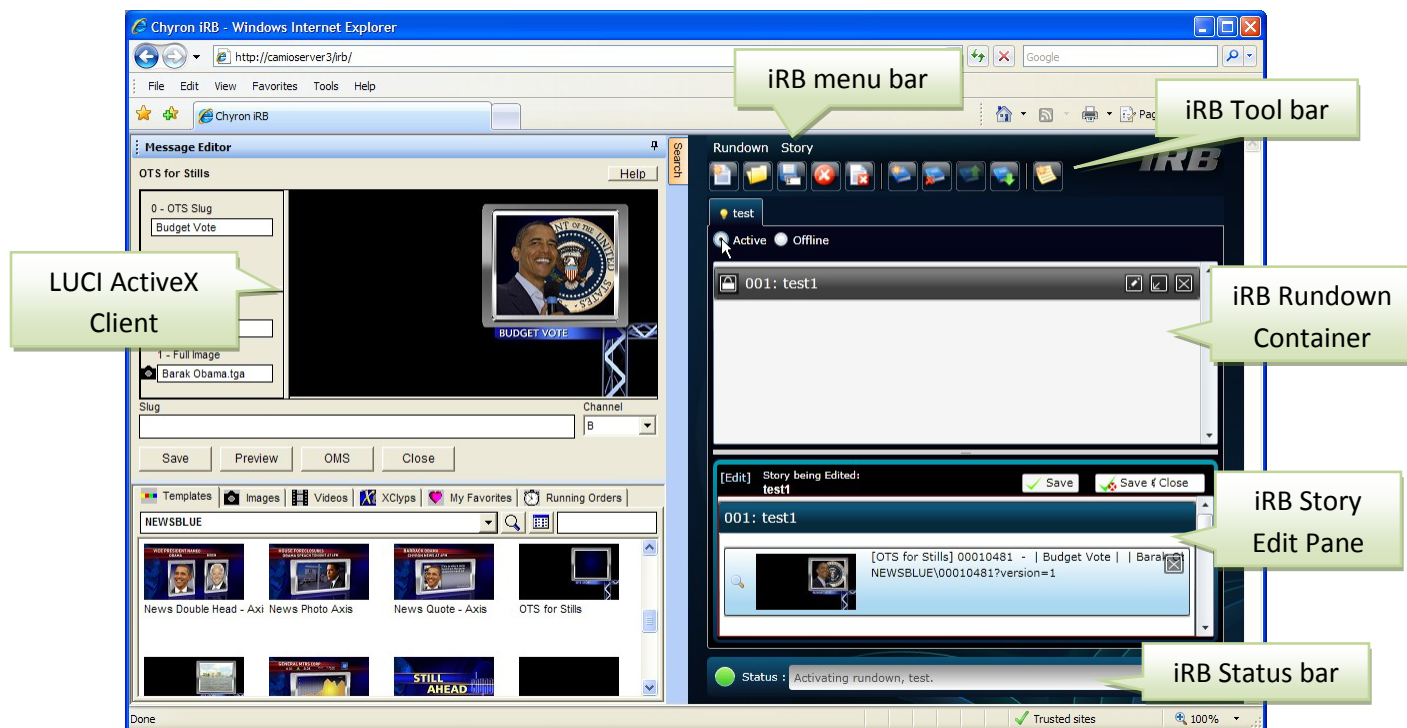 Chyron iRB - Windows Internet Explorer
http://camioserver3/irb/
Google
File Edit View Favorites Tools Help
Chyron iRB
Pag
iRB menu bar
iRB Tool bar
Message Editor
OTS for Stills
Help
Search
0 - OTS Slug
Budget Vote
1 - Full Image
Barak Obama.tga
BUDGET VOTE
LUCI ActiveX
Client
Slug
Channel
B
Save Preview OMS Close
Templates Images Videos XClyps My Favorites Running Orders
NEWSBLUE
News Double Head - Axi News Photo Axis News Quote - Axis OTS for Stills
STILL
AHEAD
Rundown Story
iRB
test
Active Offline
001: test1
iRB Rundown
Container
[Edit] Story being Edited:
test1
Save Save & Close
001: test1
[OTS for Stills] 00010481 - | Budget Vote | | Barak
NEWSBLUE\00010481?version=1
iRB Story
Edit Pane
Status : Activating rundown, test.
iRB Status bar
Done
Trusted sites
100%